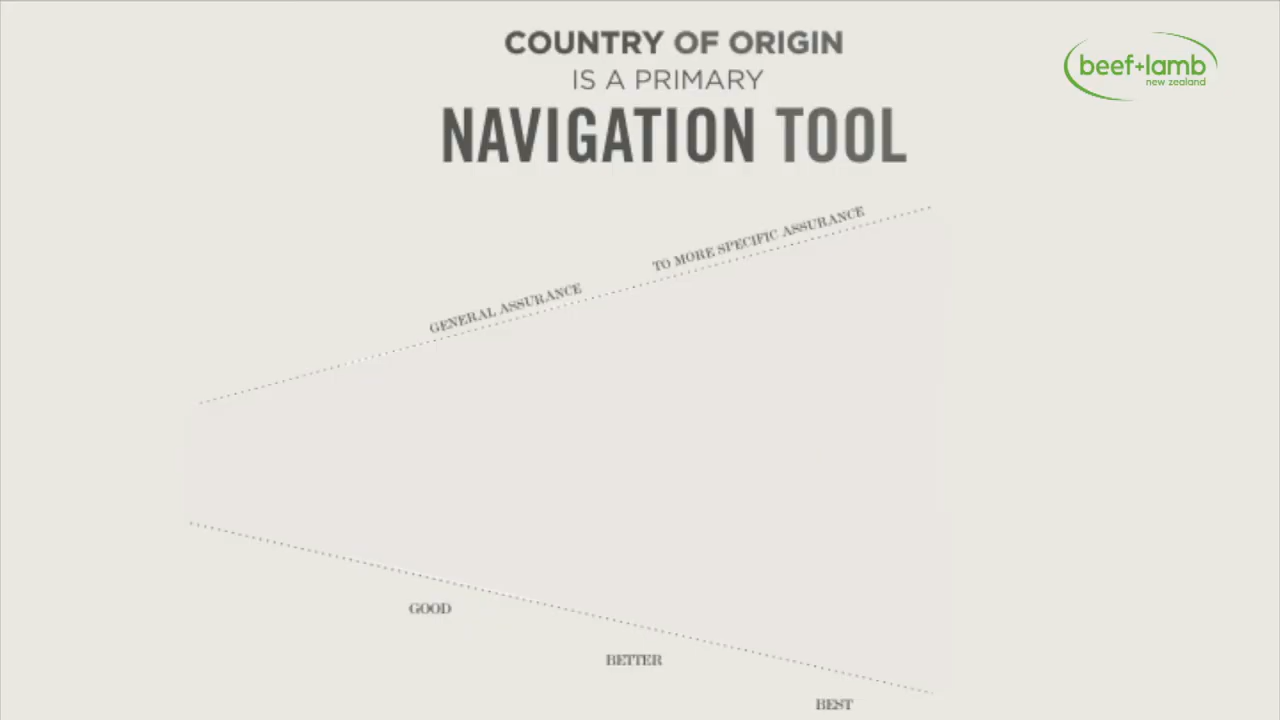 COUNTRY OF ORIGIN
IS A PRIMARY
NAVIGATION TOOL
beef+lamb
new zealand
GENERAL ASSURANCE
TO MORE SPECIFIC ASSURANCE
GOOD
BETTER
BEST